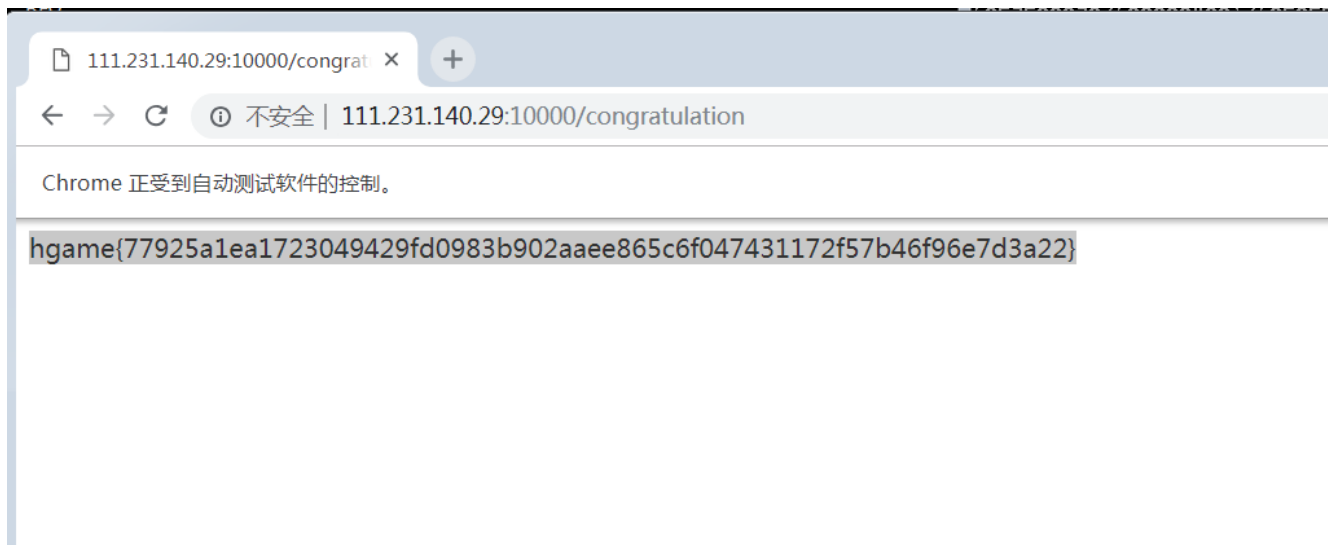 111.231.140.29:10000/congrat
不安全 | 111.231.140.29:10000/congratulation
Chrome 正受到自动测试软件的控制。
hgame{77925a1ea1723049429fd0983b902aaee865c6f047431172f57b46f96e7d3a22}